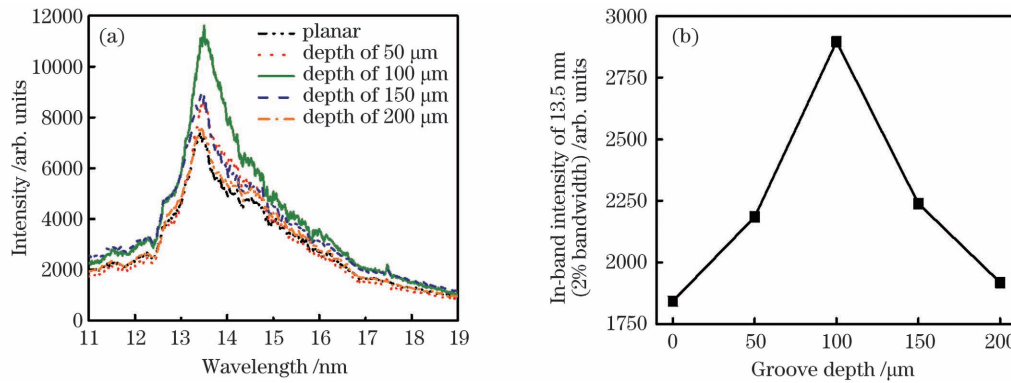 (a)
planar
depth of 50 μm
depth of 100 μm
depth of 150 μm
depth of 200 μm
12000
10000
8000
6000
4000
2000
0
Intensity /arb. units
11 12 13 14 15 16 17 18 19
Wavelength /nm
(b)
3000
2750
2500
2250
2000
1750
In-band intensity of 13.5 nm
(2% bandwidth) /arb. units
0 50 100 150 200
Groove depth /μm